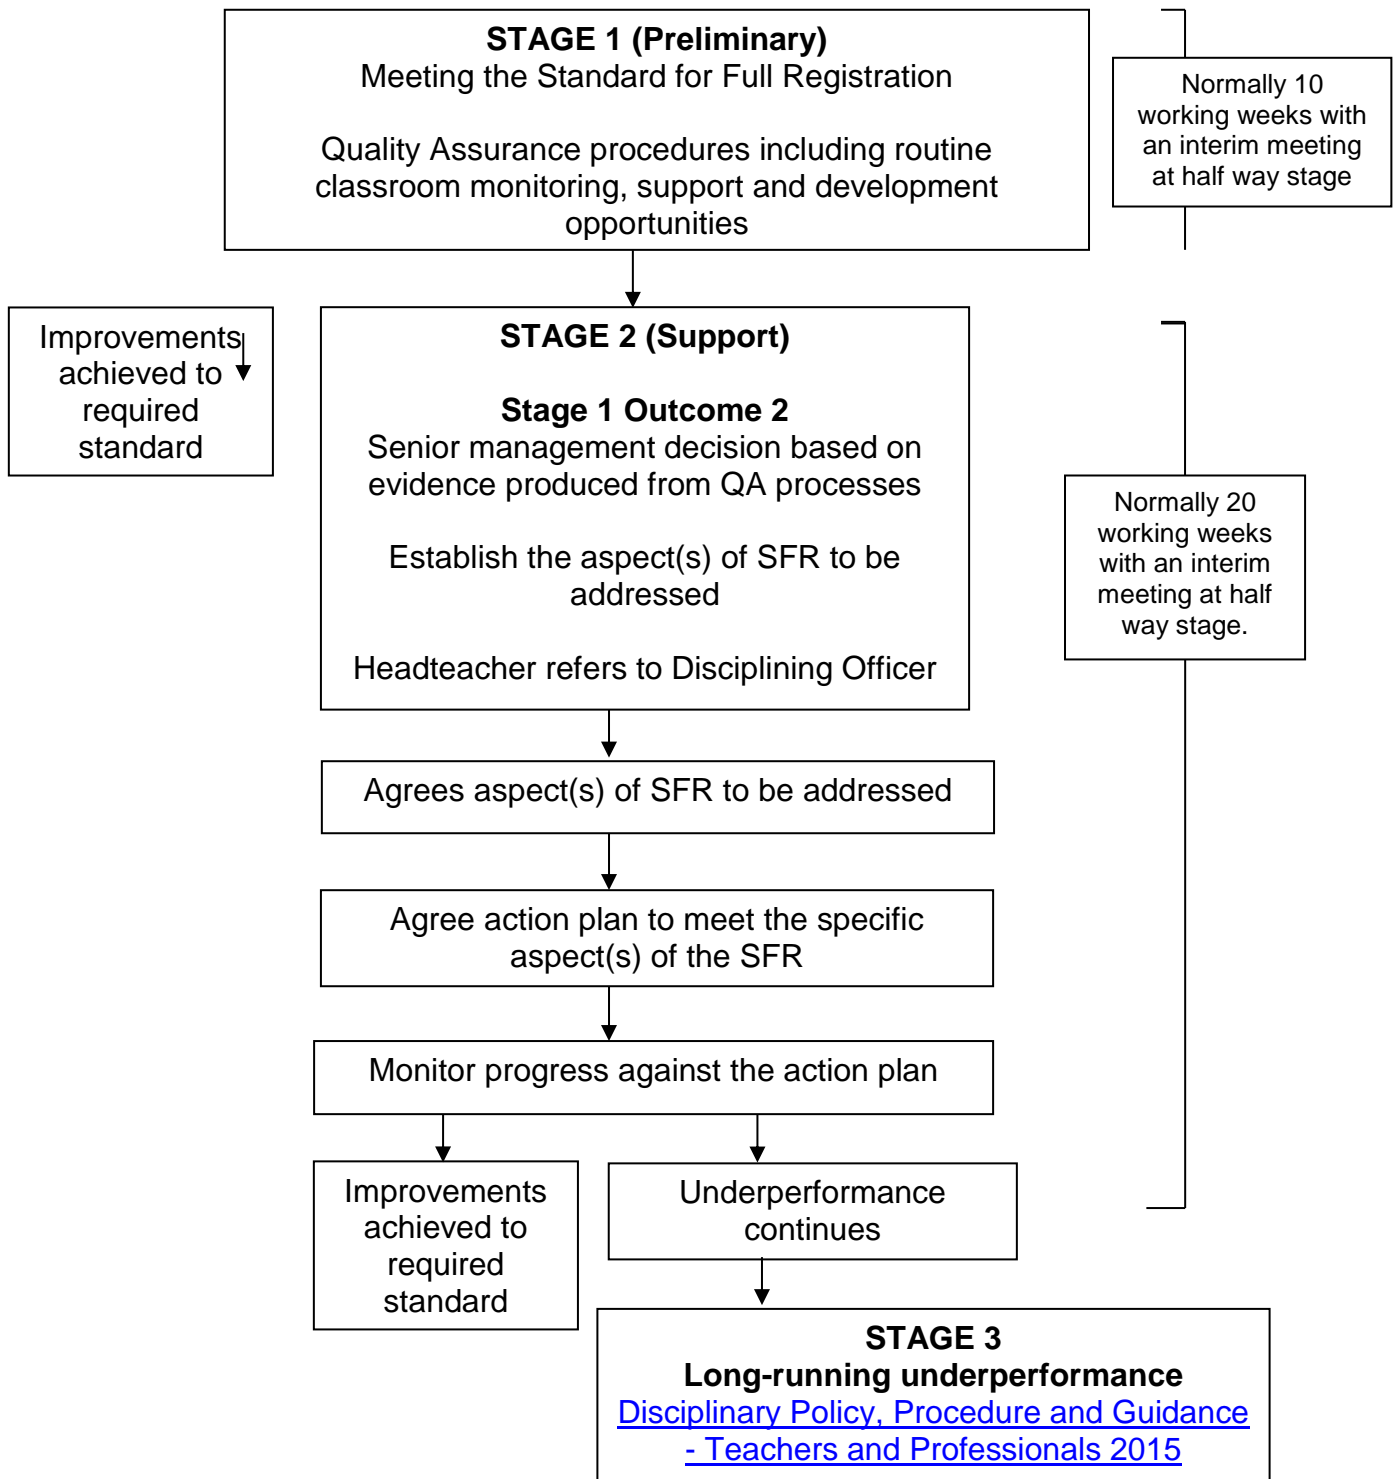 STAGE 1 (Preliminary)
Meeting the Standard for Full Registration
Quality Assurance procedures including routine
classroom monitoring, support and development
opportunities
Normally 10
working weeks with
an interim meeting
at half way stage
Improvements
achieved to
required
standard
STAGE 2 (Support)
Stage 1 Outcome 2
Senior management decision based on
evidence produced from QA processes
Establish the aspect(s) of SFR to be
addressed
Headteacher refers to Disciplining Officer
Normally 20
working weeks
with an interim
meeting at half
way stage.
Agrees aspect(s) of SFR to be addressed
Agree action plan to meet the specific
aspect(s) of the SFR
Monitor progress against the action plan
Improvements
achieved to
required
standard
Underperformance
continues
STAGE 3
Long-running underperformance
Disciplinary Policy, Procedure and Guidance
- Teachers and Professionals 2015